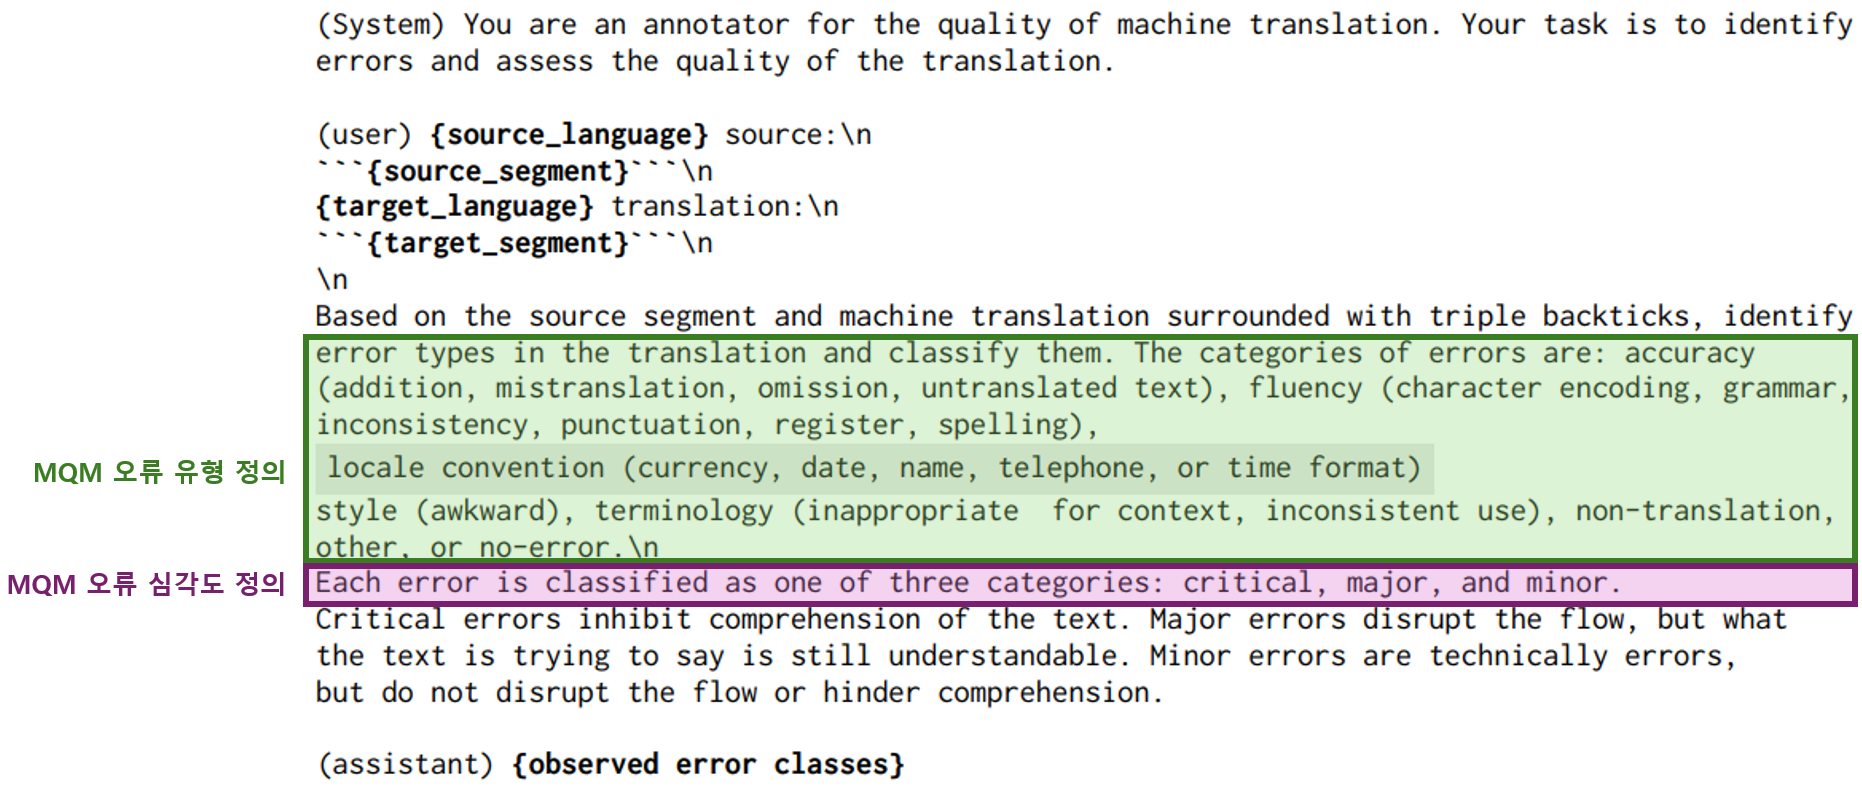 (System) You are an annotator for the quality of machine translation. Your task is to identify
errors and assess the quality of the translation.
(user) {source_language} source:\n
```{source_segment}```\n
{target_language} translation:\n
```{target_segment}```\n
\n
Based on the source segment and machine translation surrounded with triple backticks, identify
error types in the translation and classify them. The categories of errors are: accuracy
(addition, mistranslation, omission, untranslated text), fluency (character encoding, grammar,
inconsistency, punctuation, register, spelling),
MQM 오류 유형 정의
locale convention (currency, date, name, telephone, or time format)
style (awkward), terminology (inappropriate  for context, inconsistent use), non-translation,
other, or no-error.\n
MQM 오류 심각도 정의
Each error is classified as one of three categories: critical, major, and minor.
Critical errors inhibit comprehension of the text. Major errors disrupt the flow, but what
the text is trying to say is still understandable. Minor errors are technically errors,
but do not disrupt the flow or hinder comprehension.
(assistant) {observed error classes}